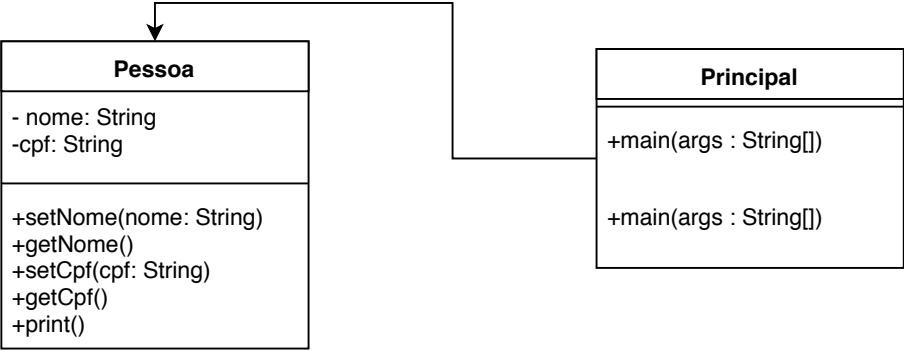 Pessoa
- nome: String
-cpf: String
+setNome(nome: String)
+getNome()
+setCpf(cpf: String)
+getCpf()
+print()
Principal
+main(args : String[])
+main(args : String[])